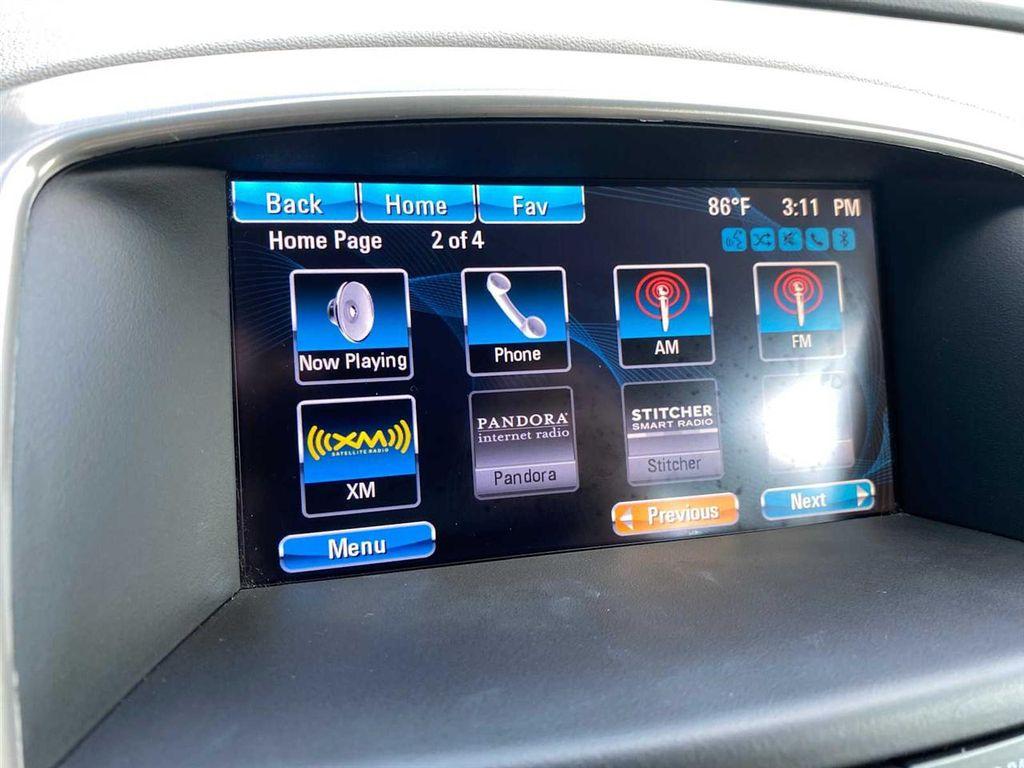 Back Home Fav 86°F 3:11 PM
Home Page 2 of 4
Now Playing Phone AM FM
XM
SATELLITE RADIO
XM
PANDORA
internet radio
Pandora
STITCHER
SMART RADIO
Stitcher
Menu Previous Next